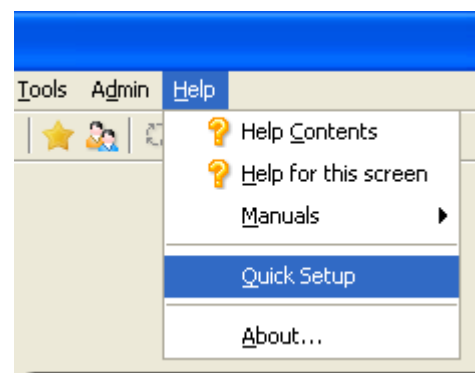 Tools Admin Help
Help Contents
Help for this screen
Manuals
Quick Setup
About...